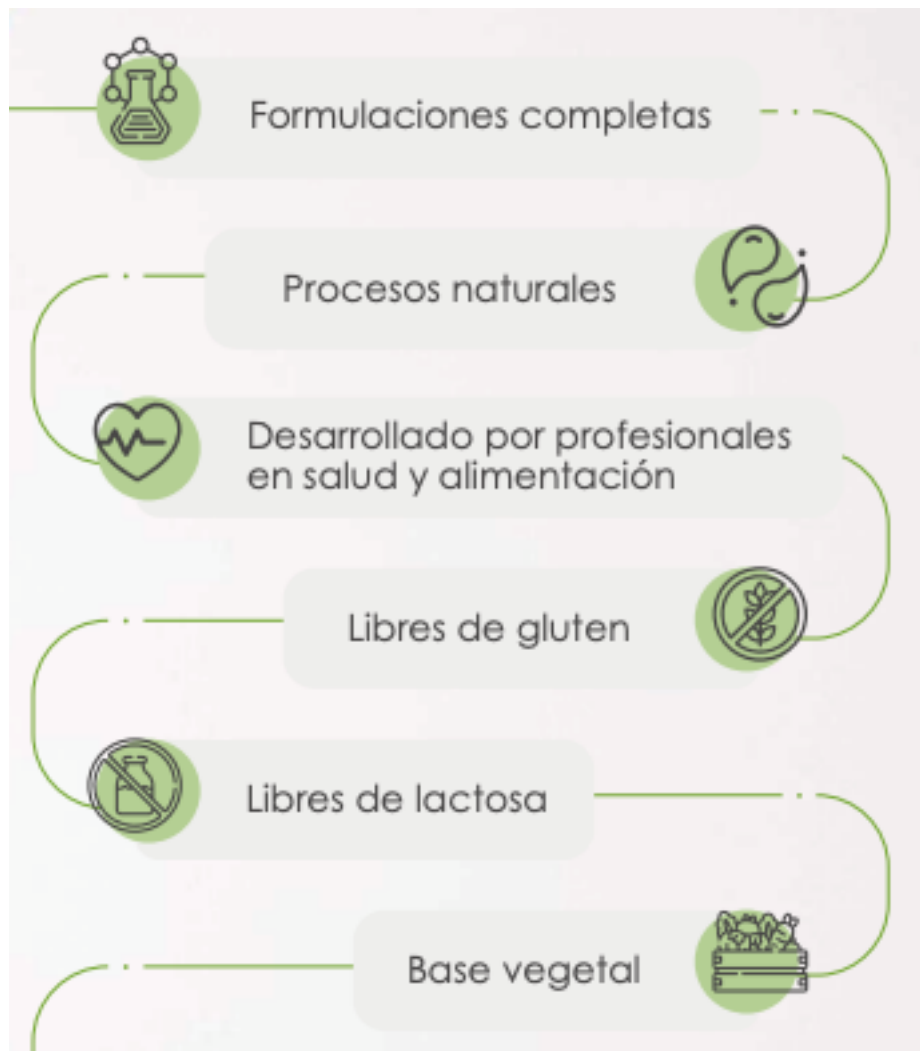 Formulaciones completas
Procesos naturales
Desarrollado por profesionales
en salud y alimentación
Libres de gluten
Libres de lactosa
Base vegetal